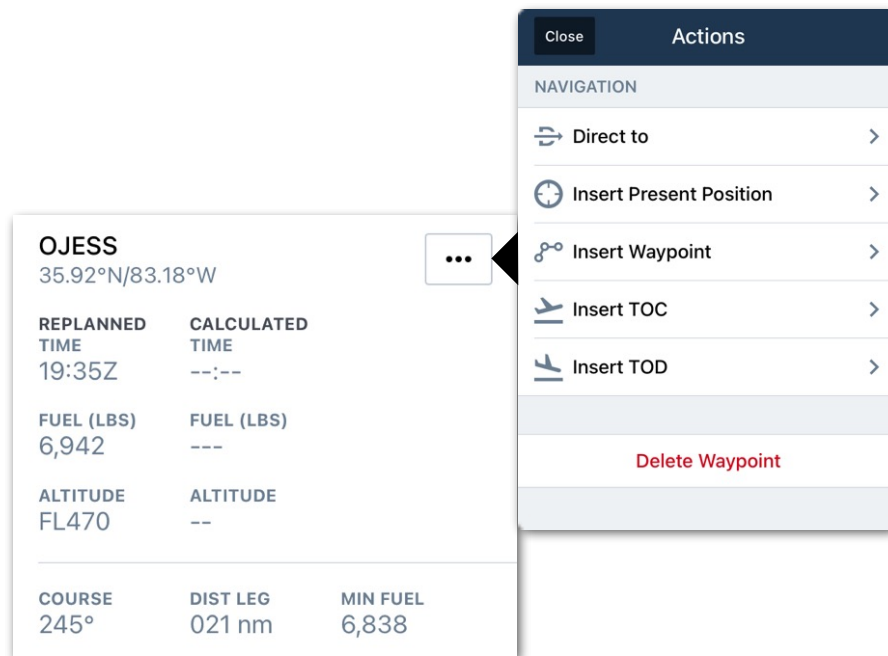 Close Actions
NAVIGATION
Direct to
Insert Present Position
Insert Waypoint
Insert TOC
Insert TOD
Delete Waypoint
OJESS
35.92°N/83.18°W
REPLANNED CALCULATED
TIME TIME
19:35Z --:--
FUEL (LBS) FUEL (LBS)
6,942 ---
ALTITUDE ALTITUDE
FL470 --
COURSE DIST LEG MIN FUEL
245° 021 nm 6,838